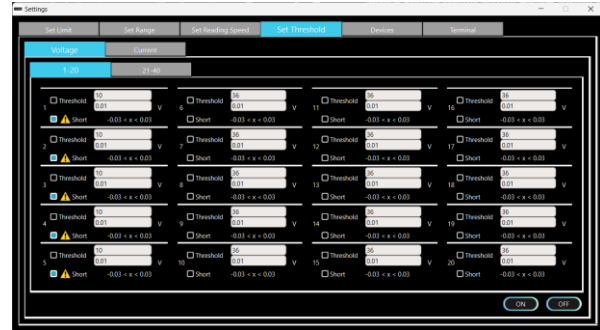 Settings
Set Limit Set Range Set Reading Speed Set Threshold Devices Terminal
Voltage Current
1-20 21-40
10 36 36 36
1 Threshold 0.01 V 6 Threshold 0.01 V 11 Threshold 0.01 V 16 Threshold 0.01 V
Short -0.03 < x < 0.03 Short -0.03 < x < 0.03 Short -0.03 < x < 0.03 Short -0.03 < x < 0.03
10 36 36 36
2 Threshold 0.01 V 7 Threshold 0.01 V 12 Threshold 0.01 V 17 Threshold 0.01 V
Short -0.03 < x < 0.03 Short -0.03 < x < 0.03 Short -0.03 < x < 0.03 Short -0.03 < x < 0.03
10 36 36 36
3 Threshold 0.01 V 8 Threshold 0.01 V 13 Threshold 0.01 V 18 Threshold 0.01 V
Short -0.03 < x < 0.03 Short -0.03 < x < 0.03 Short -0.03 < x < 0.03 Short -0.03 < x < 0.03
10 36 36 36
4 Threshold 0.01 V 9 Threshold 0.01 V 14 Threshold 0.01 V 19 Threshold 0.01 V
Short -0.03 < x < 0.03 Short -0.03 < x < 0.03 Short -0.03 < x < 0.03 Short -0.03 < x < 0.03
10 36 36 36
5 Threshold 0.01 V 10 Threshold 0.01 V 15 Threshold 0.01 V 20 Threshold 0.01 V
Short -0.03 < x < 0.03 Short -0.03 < x < 0.03 Short -0.03 < x < 0.03 Short -0.03 < x < 0.03
ON OFF